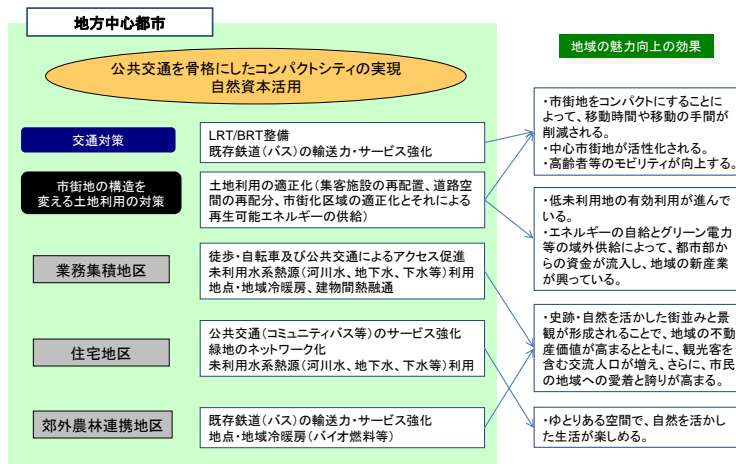 地方中心都市
公共交通を骨格にしたコンパクトシティの実現
自然資本活用
交通対策
LRT/BRT整備
既存鉄道(バス)の輸送力・サービス強化
市街地の構造を
変える土地利用の対策
土地利用の適正化(集客施設の再配置、道路空
間の再配分、市街化区域の適正化とそれによる
再生可能エネルギーの供給)
業務集積地区
徒歩・自転車及び公共交通によるアクセス促進
未利用水系熱源(河川水、地下水、下水等)利用
地点・地域冷暖房、建物間熱融通
住宅地区
公共交通(コミュニティバス等)のサービス強化
緑地のネットワーク化
未利用水系熱源(河川水、地下水、下水等)利用
郊外農林連携地区
既存鉄道(バス)の輸送力・サービス強化
地点・地域冷暖房(バイオ燃料等)
地域の魅力向上の効果
・市街地をコンパクトにすることに
よって、移動時間や移動の手間が
削減される。
・中心市街地が活性化される。
・高齢者等のモビリティが向上する。
・低未利用地の有効利用が進んで
いる。
・エネルギーの自給とグリーン電力
等の域外供給によって、都市部か
らの資金が流入し、地域の新産業
が興っている。
・史跡・自然を活かした街並みと景
観が形成されることで、地域の不動
産価値が高まるとともに、観光客を
含む交流人口が増え、さらに、市民
の地域への愛着と誇りが高まる。
・ゆとりある空間で、自然を活かし
た生活が楽しめる。